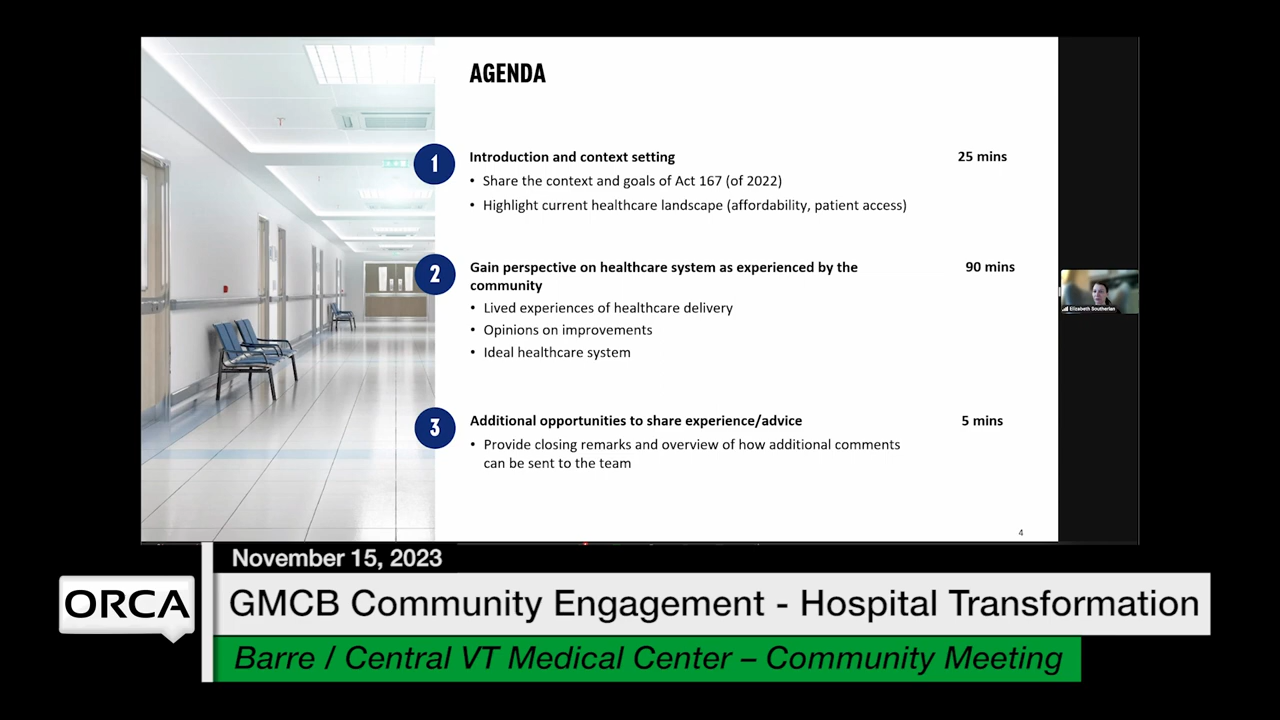 AGENDA
1
Introduction and context setting
25 mins
• Share the context and goals of Act 167 (of 2022)
• Highlight current healthcare landscape (affordability, patient access)
2
Gain perspective on healthcare system as experienced by the
community
90 mins
• Lived experiences of healthcare delivery
• Opinions on improvements
• Ideal healthcare system
3
Additional opportunities to share experience/advice
5 mins
• Provide closing remarks and overview of how additional comments
can be sent to the team
4
Elizabeth Southerlan
November 15, 2023
ORCA
GMCB Community Engagement - Hospital Transformation
Barre / Central VT Medical Center – Community Meeting